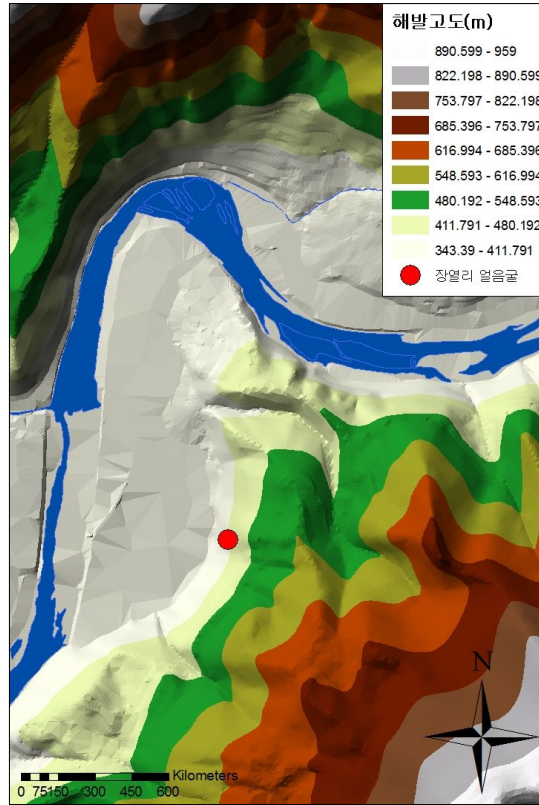 해발고도(m)
890.599 - 959
822.198 - 890.599
753.797 - 822.198
685.396 - 753.797
616.994 - 685.396
548.593 - 616.994
480.192 - 548.593
411.791 - 480.192
343.39 - 411.791
장열리 얼음굴
N
Kilometers
0 75150 300 450 600